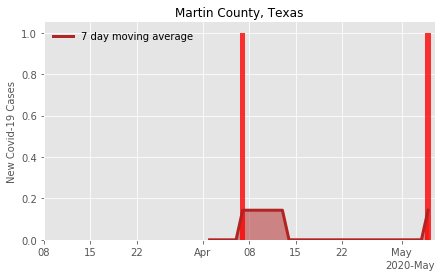 Martin County, Texas
7 day moving average
New Covid-19 Cases
1.0
0.8
0.6
0.4
0.2
0.0
08 15 22 Apr 08 15 22 May
2020-May